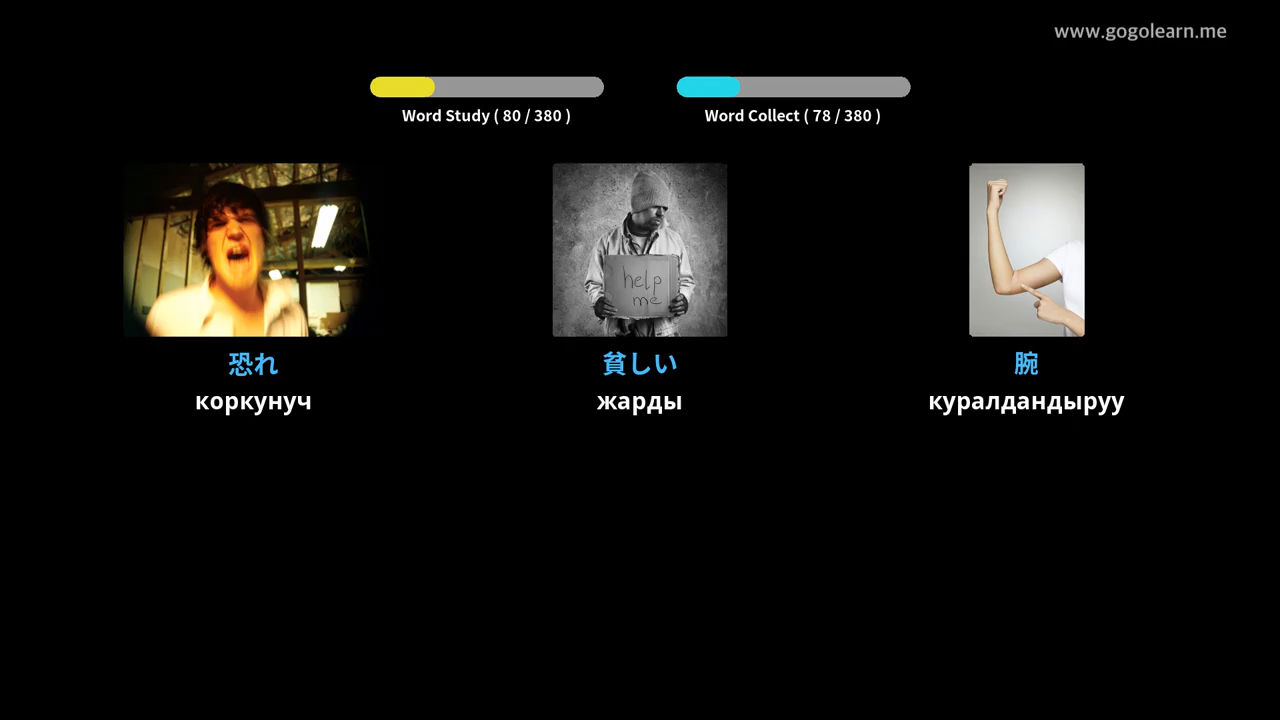 www.gogolearn.me
Word Study ( 80 / 380 )
Word Collect ( 78 / 380 )
help
me
恐れ
貧しい
腕
коркунуч
жарды
куралдандыруу